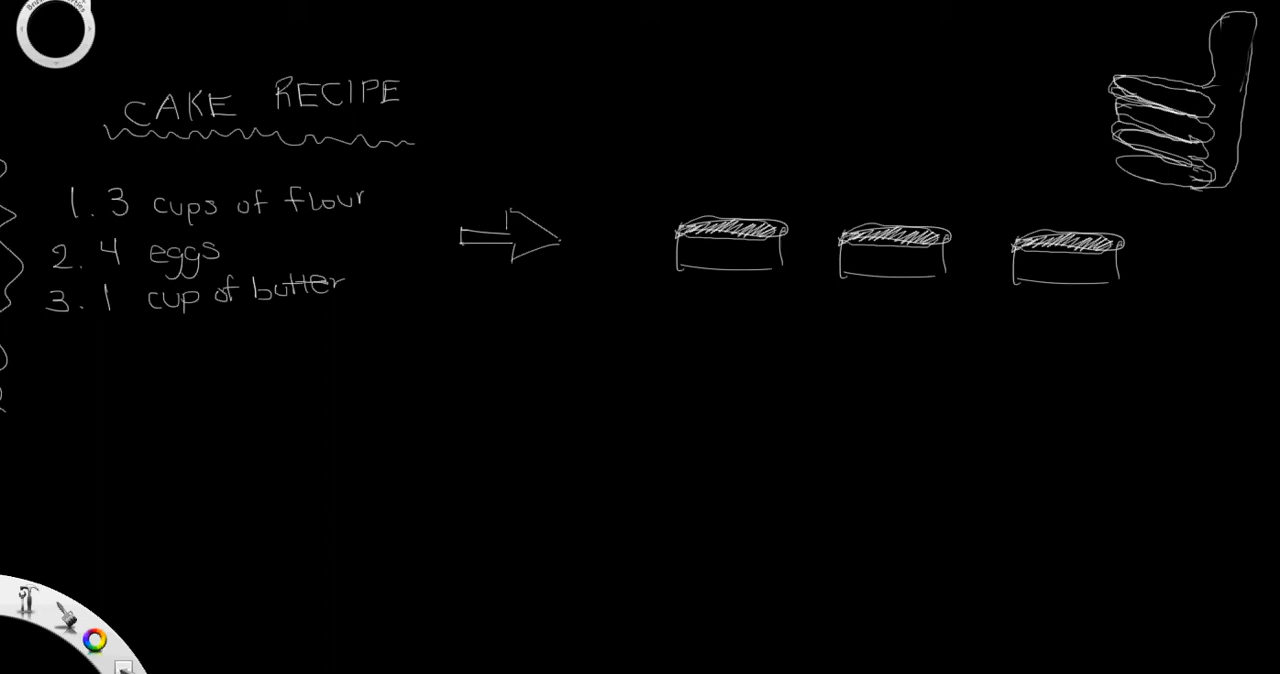 CAKE RECIPE
1. 3 cups of flour
2. 4 eggs
3. 1 cup of butter